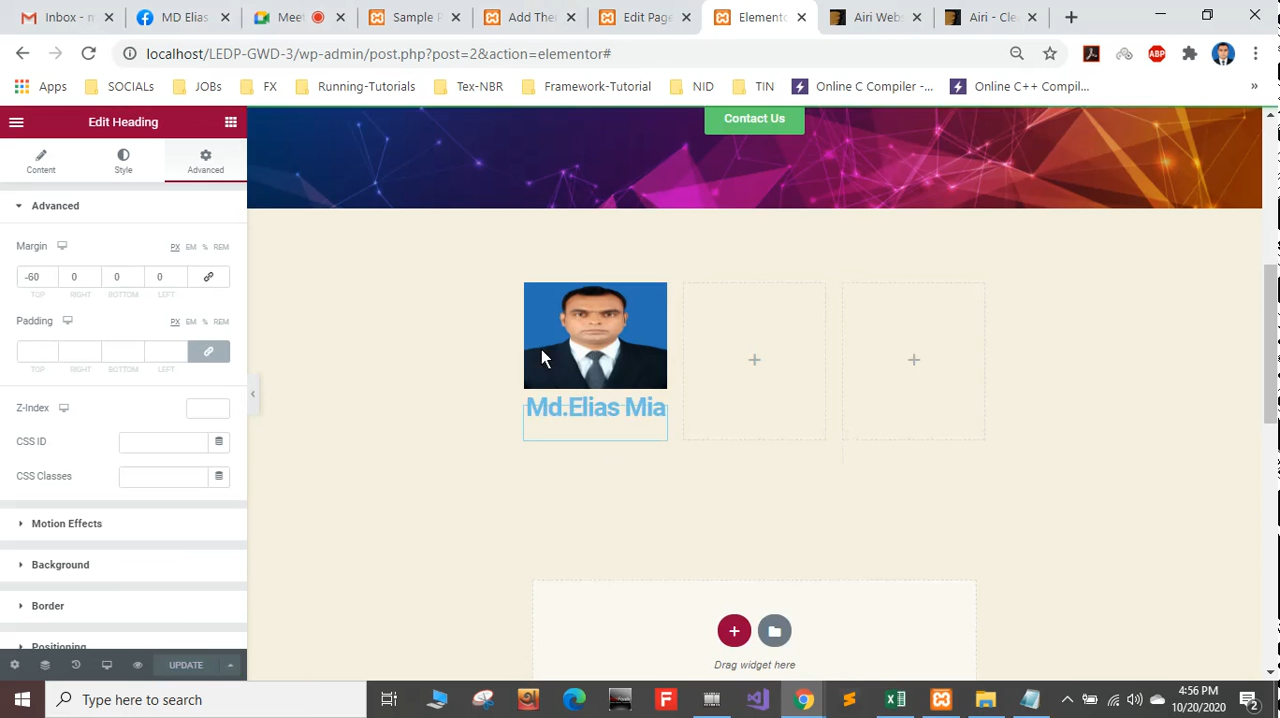 Inbox -
MD Elias
Meet
Sample P
Add The
Edit Page
Elemento
Airi Webs
Airi - Cle
localhost/LEDP-GWD-3/wp-admin/post.php?post=2&action=elementor#
Apps
SOCIALs
JOBs
FX
Running-Tutorials
Tex-NBR
Framework-Tutorial
NID
TIN
Online C Compiler -...
Online C++ Compil...
Edit Heading
Contact Us
Content
Style
Advanced
Advanced
Margin
PX EM % REM
-60 0 0 0
TOP RIGHT BOTTOM LEFT
Padding
PX EM % REM
TOP RIGHT BOTTOM LEFT
Z-Index
CSS ID
CSS Classes
Motion Effects
Background
Border
Positioning
UPDATE
Md.Elias Mia
Drag widget here
Type here to search
4:56 PM
10/20/2020
2